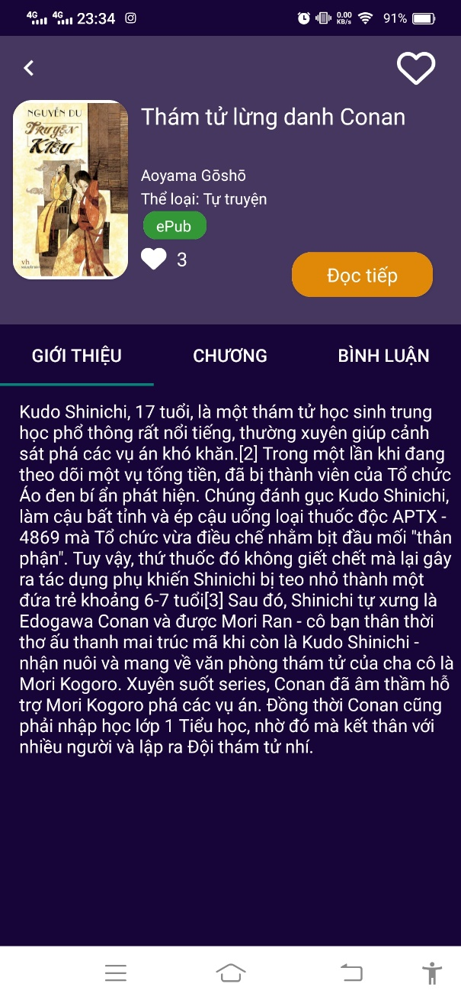 4G 4G 23:34 0.00 KB/s 91%
NGUYỄN DU
TRUYỆN
KIỀU
Thám tử lừng danh Conan
Aoyama Gōshō
Thể loại: Tự truyện
ePub
3
vh
Đọc tiếp
GIỚI THIỆU CHƯƠNG BÌNH LUẬN
Kudo Shinichi, 17 tuổi, là một thám tử học sinh trung
học phổ thông rất nổi tiếng, thường xuyên giúp cảnh
sát phá các vụ án khó khăn.[2] Trong một lần khi đang
theo dõi một vụ tống tiền, đã bị thành viên của Tổ chức
Áo đen bí ẩn phát hiện. Chúng đánh gục Kudo Shinichi,
làm cậu bất tỉnh và ép cậu uống loại thuốc độc APTX -
4869 mà Tổ chức vừa điều chế nhằm bịt đầu mối "thân
phận". Tuy vậy, thứ thuốc đó không giết chết mà lại gây
ra tác dụng phụ khiến Shinichi bị teo nhỏ thành một
đứa trẻ khoảng 6-7 tuổi[3] Sau đó, Shinichi tự xưng là
Edogawa Conan và được Mori Ran - cô bạn thân thời
thơ ấu thanh mai trúc mã khi còn là Kudo Shinichi -
nhận nuôi và mang về văn phòng thám tử của cha cô là
Mori Kogoro. Xuyên suốt series, Conan đã âm thầm hỗ
trợ Mori Kogoro phá các vụ án. Đồng thời Conan cũng
phải nhập học lớp 1 Tiểu học, nhờ đó mà kết thân với
nhiều người và lập ra Đội thám tử nhí.